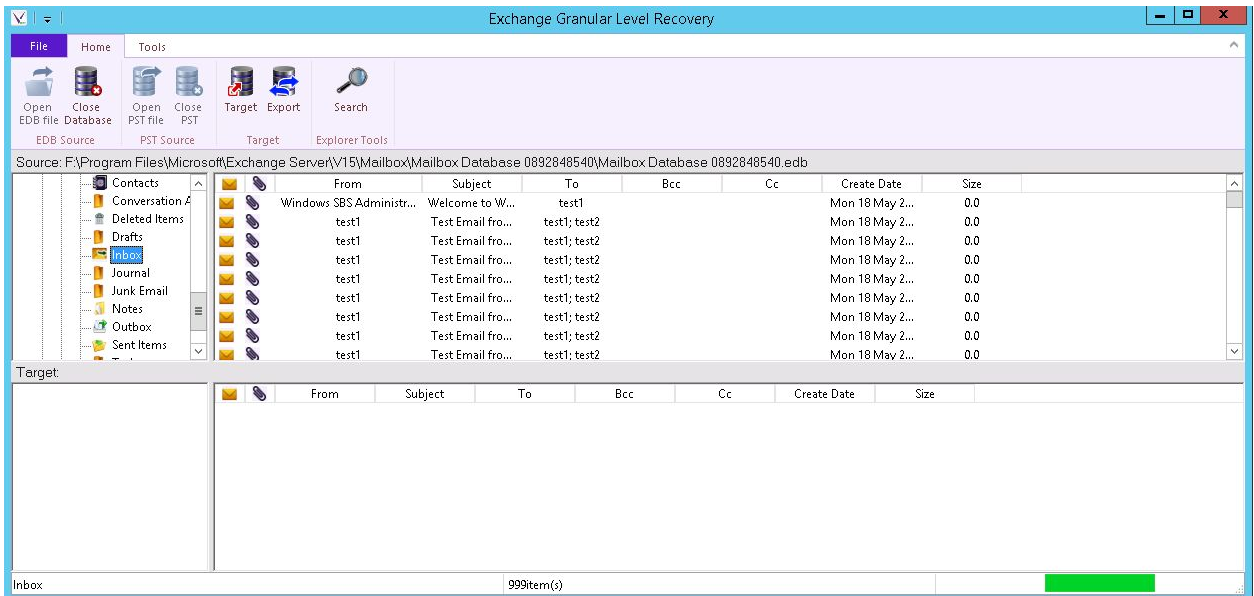 Exchange Granular Level Recovery
File Home Tools
Open EDB file Close Database Open PST file Close PST Target Export Search
EDB Source PST Source Target Explorer Tools
Source: F:\Program Files\Microsoft\Exchange Server\V15\Mailbox\Mailbox Database 0892848540\Mailbox Database 0892848540.edb
Contacts
Conversation A
Deleted Items
Drafts
Inbox
Journal
Junk Email
Notes
Outbox
Sent Items
From Subject To Bcc Cc Create Date Size
Windows SBS Administr... Welcome to W... test1 Mon 18 May 2... 0.0
test1 Test Email fro... test1; test2 Mon 18 May 2... 0.0
test1 Test Email fro... test1; test2 Mon 18 May 2... 0.0
test1 Test Email fro... test1; test2 Mon 18 May 2... 0.0
test1 Test Email fro... test1; test2 Mon 18 May 2... 0.0
test1 Test Email fro... test1; test2 Mon 18 May 2... 0.0
test1 Test Email fro... test1; test2 Mon 18 May 2... 0.0
test1 Test Email fro... test1; test2 Mon 18 May 2... 0.0
test1 Test Email fro... test1; test2 Mon 18 May 2... 0.0
Target:
From Subject To Bcc Cc Create Date Size
Inbox 999item(s)